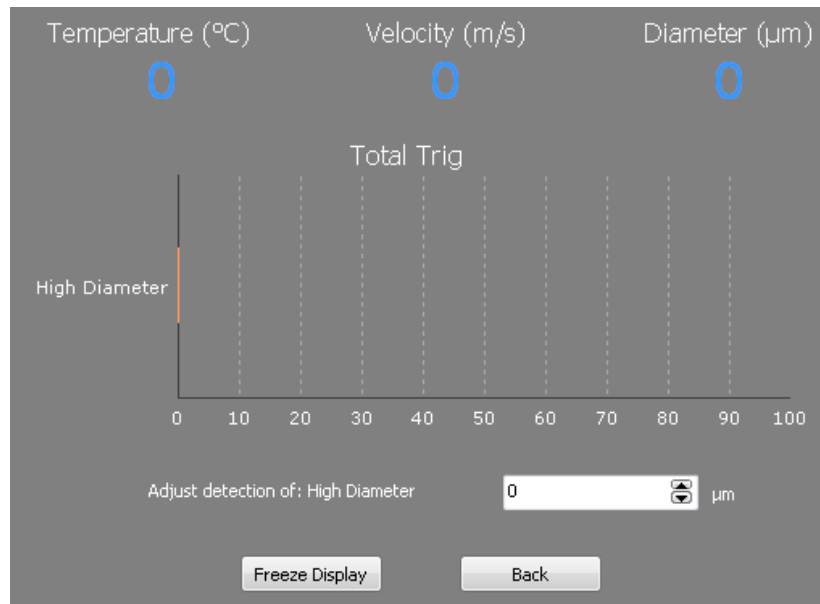 Temperature (ºC) Velocity (m/s) Diameter (µm)
0 0 0
Total Trig
High Diameter
0 10 20 30 40 50 60 70 80 90 100
Adjust detection of: High Diameter 0 µm
Freeze Display Back